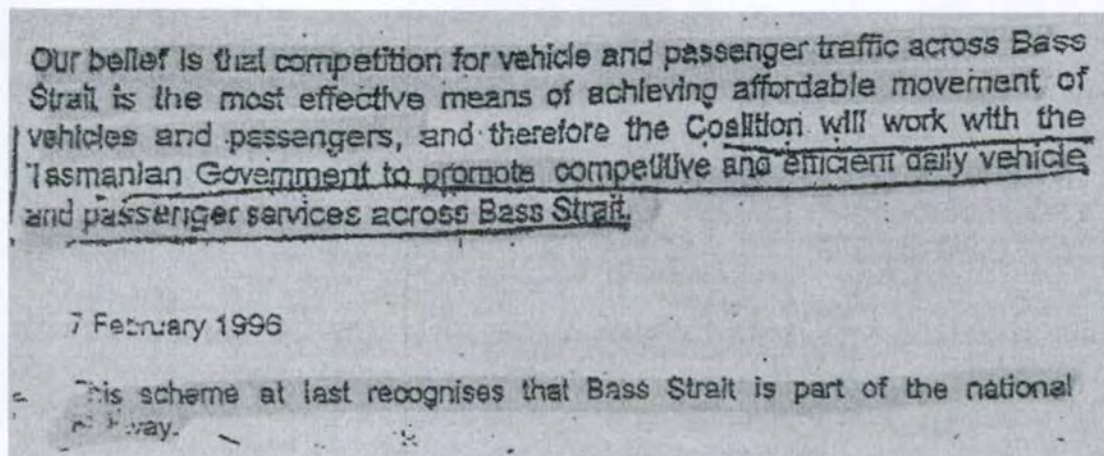 Our belief is that competition for vehicle and passenger traffic across Bass
Strait is the most effective means of achieving affordable movement of
vehicles and passengers, and therefore the Coalition will work with the
Tasmanian Government to promote competitive and efficient daily vehicle
and passenger services across Bass Strait.
7 February 1996
This scheme at last recognises that Bass Strait is part of the national